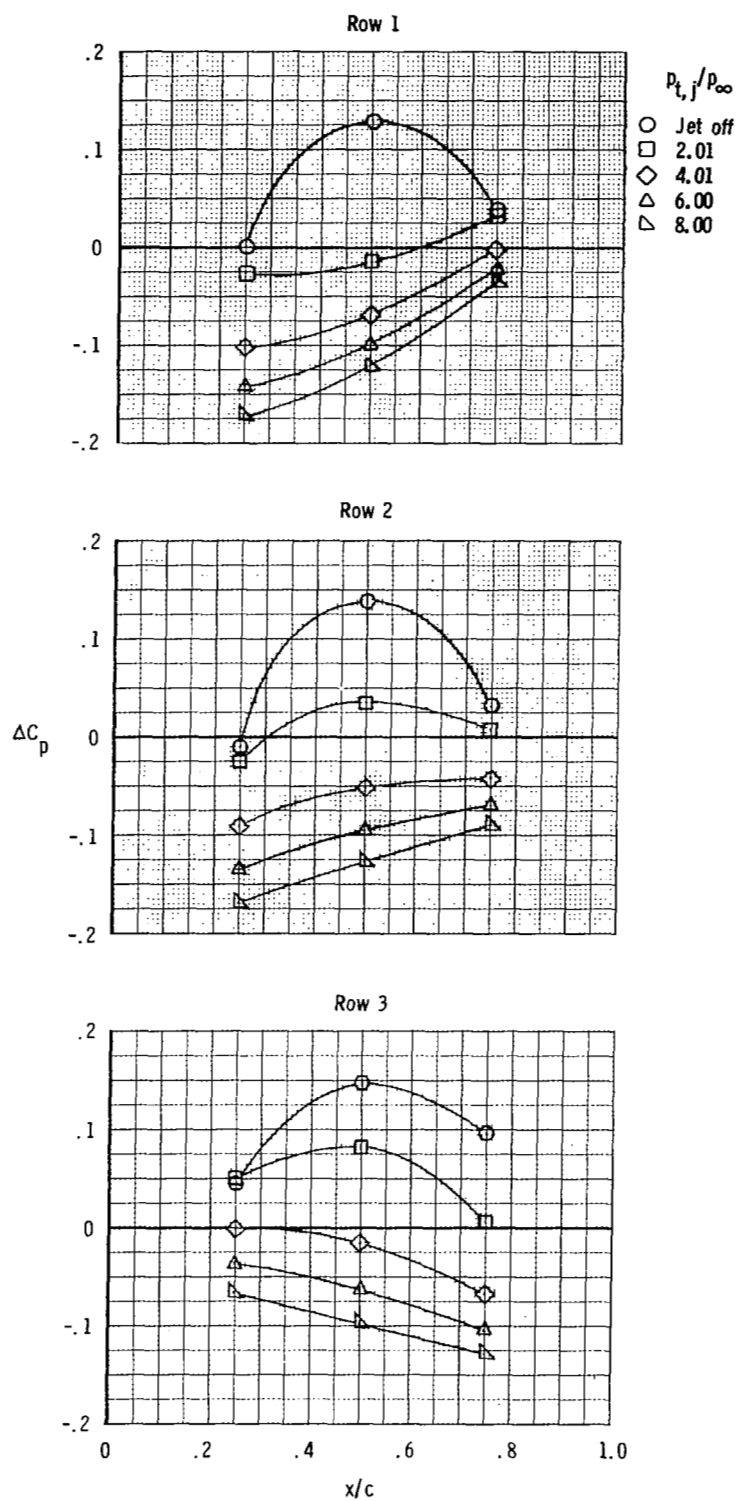 Row 1
.2
.1
0
-.1
-.2
p_t,j/p_∞
Jet off
2.01
4.01
6.00
8.00
Row 2
.2
.1
0
-.1
-.2
ΔC_p
Row 3
.2
.1
0
-.1
-.2
0 .2 .4 .6 .8 1.0
x/c